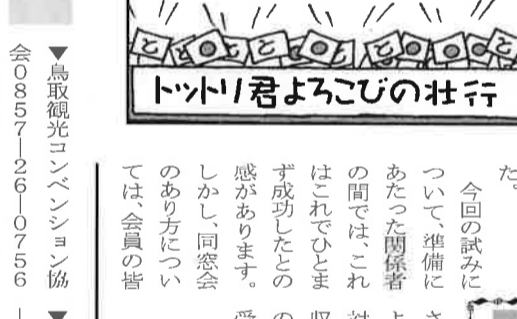 トットリ君よろこびの壮行
た。
今回の試みに
ついて、準備に
あたった関係者
の間では、これ
はこれでひとま
ず成功したとの
感があります。
しかし、同窓会
のあり方につい
ては、会員の皆
▼鳥取観光コンベンション協
会0857―26―0756